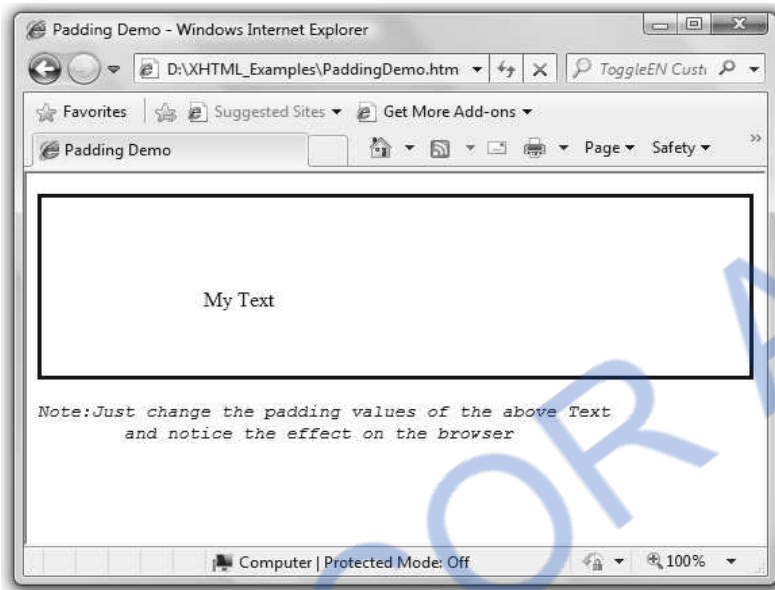 Padding Demo - Windows Internet Explorer
D:\XHTML_Examples\PaddingDemo.htm
ToggleEN Cust
Favorites Suggested Sites Get More Add-ons
Padding Demo Page Safety »
My Text
Note:Just change the padding values of the above Text
and notice the effect on the browser
Computer | Protected Mode: Off 100%
COR A